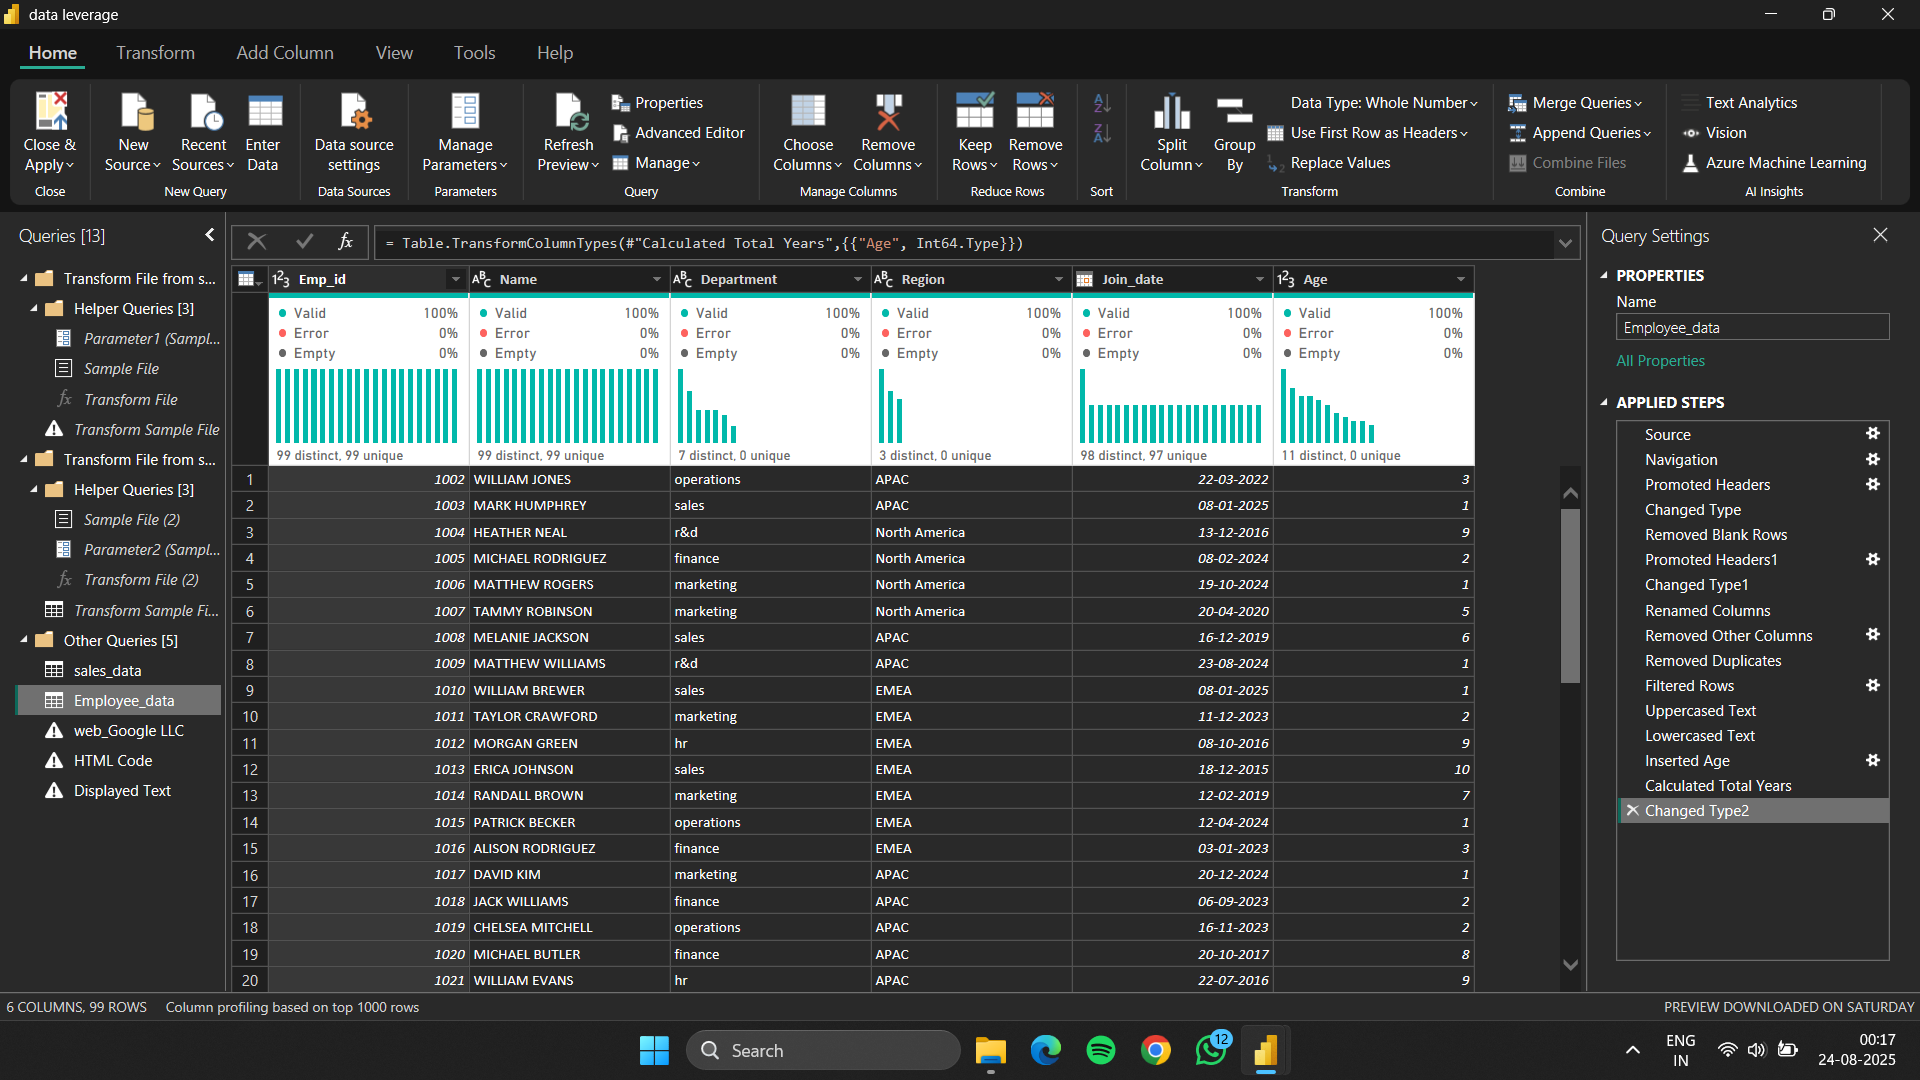 data leverage
Home Transform Add Column View Tools Help
Close & Apply
Close
New Source
Recent Sources
Enter Data
New Query
Data source settings
Data Sources
Manage Parameters
Parameters
Refresh Preview
Properties
Advanced Editor
Manage
Query
Choose Columns
Remove Columns
Manage Columns
Keep Rows
Remove Rows
Reduce Rows
Sort
Split Column
Group By
Data Type: Whole Number
Use First Row as Headers
Replace Values
Transform
Merge Queries
Append Queries
Combine Files
Combine
Text Analytics
Vision
Azure Machine Learning
AI Insights
Queries [13]
Transform File from s...
Helper Queries [3]
Parameter1 (Sampl...
Sample File
fx Transform File
Transform Sample File
Transform File from s...
Helper Queries [3]
Sample File (2)
Parameter2 (Sampl...
fx Transform File (2)
Transform Sample Fi...
Other Queries [5]
sales_data
Employee_data
web_Google LLC
HTML Code
Displayed Text
fx = Table.TransformColumnTypes(#"Calculated Total Years",{{"Age", Int64.Type}})
123 Emp_id ABC Name ABC Department ABC Region Join_date 123 Age
Valid 100% Valid 100% Valid 100% Valid 100% Valid 100% Valid 100%
Error 0% Error 0% Error 0% Error 0% Error 0% Error 0%
Empty 0% Empty 0% Empty 0% Empty 0% Empty 0% Empty 0%
99 distinct, 99 unique 99 distinct, 99 unique 7 distinct, 0 unique 3 distinct, 0 unique 98 distinct, 97 unique 11 distinct, 0 unique
1 1002 WILLIAM JONES operations APAC 22-03-2022 3
2 1003 MARK HUMPHREY sales APAC 08-01-2025 1
3 1004 HEATHER NEAL r&d North America 13-12-2016 9
4 1005 MICHAEL RODRIGUEZ finance North America 08-02-2024 2
5 1006 MATTHEW ROGERS marketing North America 19-10-2024 1
6 1007 TAMMY ROBINSON marketing North America 20-04-2020 5
7 1008 MELANIE JACKSON sales APAC 16-12-2019 6
8 1009 MATTHEW WILLIAMS r&d APAC 23-08-2024 1
9 1010 WILLIAM BREWER sales EMEA 08-01-2025 1
10 1011 TAYLOR CRAWFORD marketing EMEA 11-12-2023 2
11 1012 MORGAN GREEN hr EMEA 08-10-2016 9
12 1013 ERICA JOHNSON sales EMEA 18-12-2015 10
13 1014 RANDALL BROWN marketing EMEA 12-02-2019 7
14 1015 PATRICK BECKER operations EMEA 12-04-2024 1
15 1016 ALISON RODRIGUEZ finance EMEA 03-01-2023 3
16 1017 DAVID KIM marketing APAC 20-12-2024 1
17 1018 JACK WILLIAMS finance APAC 06-09-2023 2
18 1019 CHELSEA MITCHELL operations APAC 16-11-2023 2
19 1020 MICHAEL BUTLER finance APAC 20-10-2017 8
20 1021 WILLIAM EVANS hr APAC 22-07-2016 9
Query Settings
PROPERTIES
Name
Employee_data
All Properties
APPLIED STEPS
Source
Navigation
Promoted Headers
Changed Type
Removed Blank Rows
Promoted Headers1
Changed Type1
Renamed Columns
Removed Other Columns
Removed Duplicates
Filtered Rows
Uppercased Text
Lowercased Text
Inserted Age
Calculated Total Years
Changed Type2
6 COLUMNS, 99 ROWS Column profiling based on top 1000 rows PREVIEW DOWNLOADED ON SATURDAY
Search
12
ENG
IN
00:17
24-08-2025